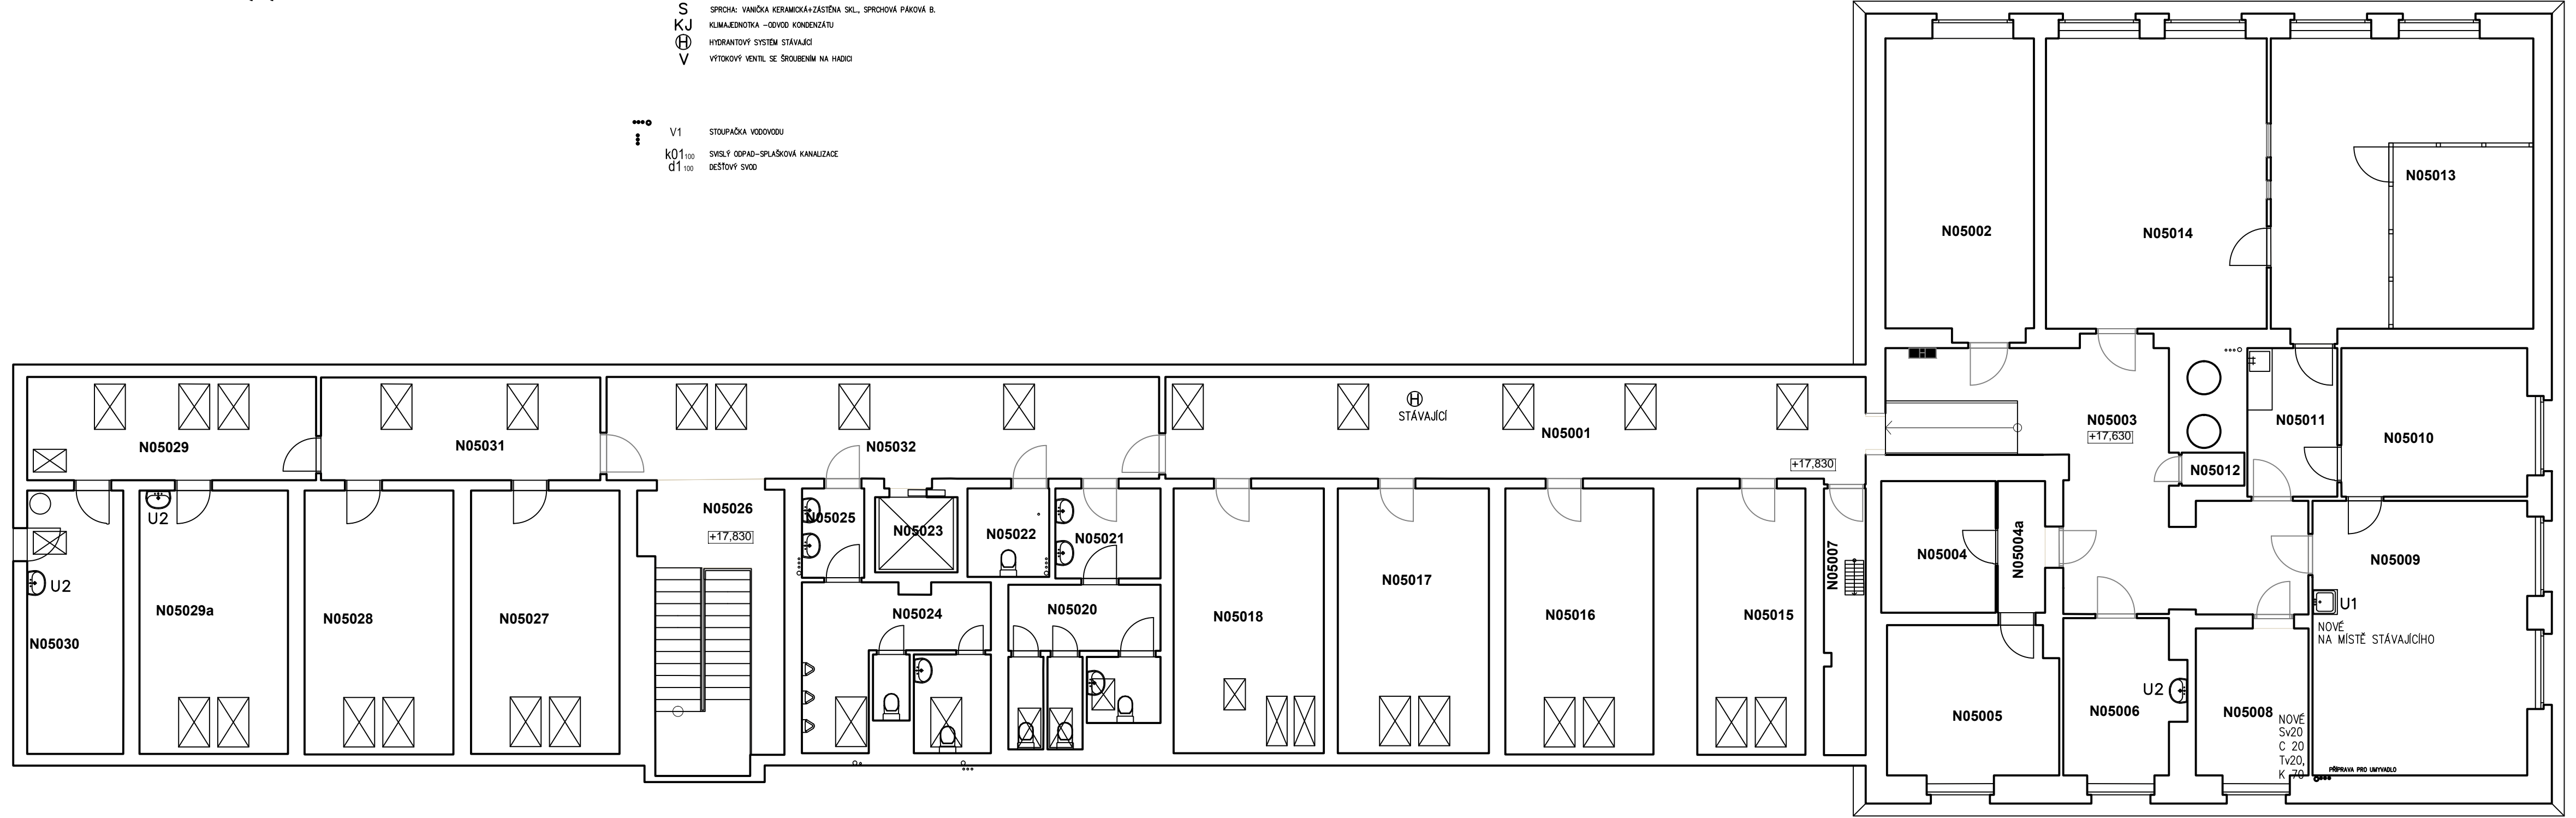 S SPRCHA: VANIČKA KERAMICKÁ+ZÁSTĚNA SKL., SPRCHOVÁ PÁKOVÁ B.
KJ KLIMAJEDNOTKA -ODVOD KONDENZÁTU
H HYDRANTOVÝ SYSTÉM STÁVAJÍCÍ
V VÝTOKOVÝ VENTIL SE ŠROUBENÍM NA HADICI
V1 STOUPAČKA VODOVODU
k01 100 SVISLÝ ODPAD-SPLAŠKOVÁ KANALIZACE
d1 100 DEŠŤOVÝ SVOD
N05013
N05002
N05014
H
STÁVAJÍCÍ
N05029
N05031
N05032
N05001
+17,830
N05003
+17,630
N05011
N05010
N05012
U2
N05026
+17,830
N05025
N05023
N05022
N05021
N05007
N05004
N05004a
N05009
U2
N05030
N05029a
N05028
N05027
N05024
N05020
N05018
N05017
N05016
N05015
U1
NOVÉ
NA MÍSTĚ STÁVAJÍCÍHO
N05005
U2
N05006
N05008
NOVÉ
Sv20
C 20
Tv20,
K 70
PŘÍPRAVA PRO UMYVADLO